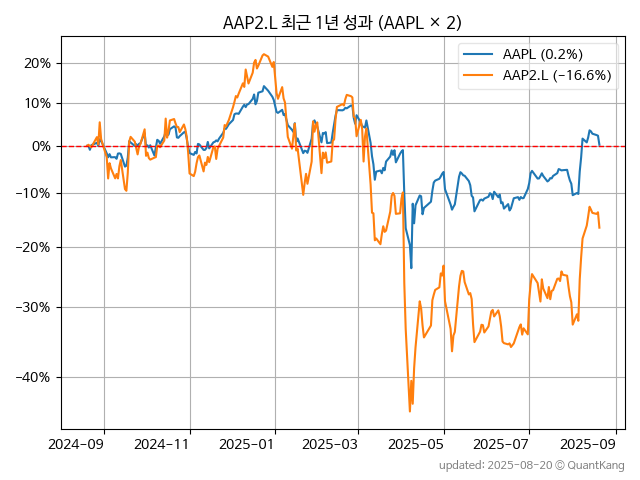 AAP2.L 최근 1년 성과 (AAPL × 2)
AAPL (0.2%)
AAP2.L (−16.6%)
20%
10%
0%
−10%
−20%
−30%
−40%
2024-09 2024-11 2025-01 2025-03 2025-05 2025-07 2025-09
updated: 2025-08-20 ⓒ QuantKang